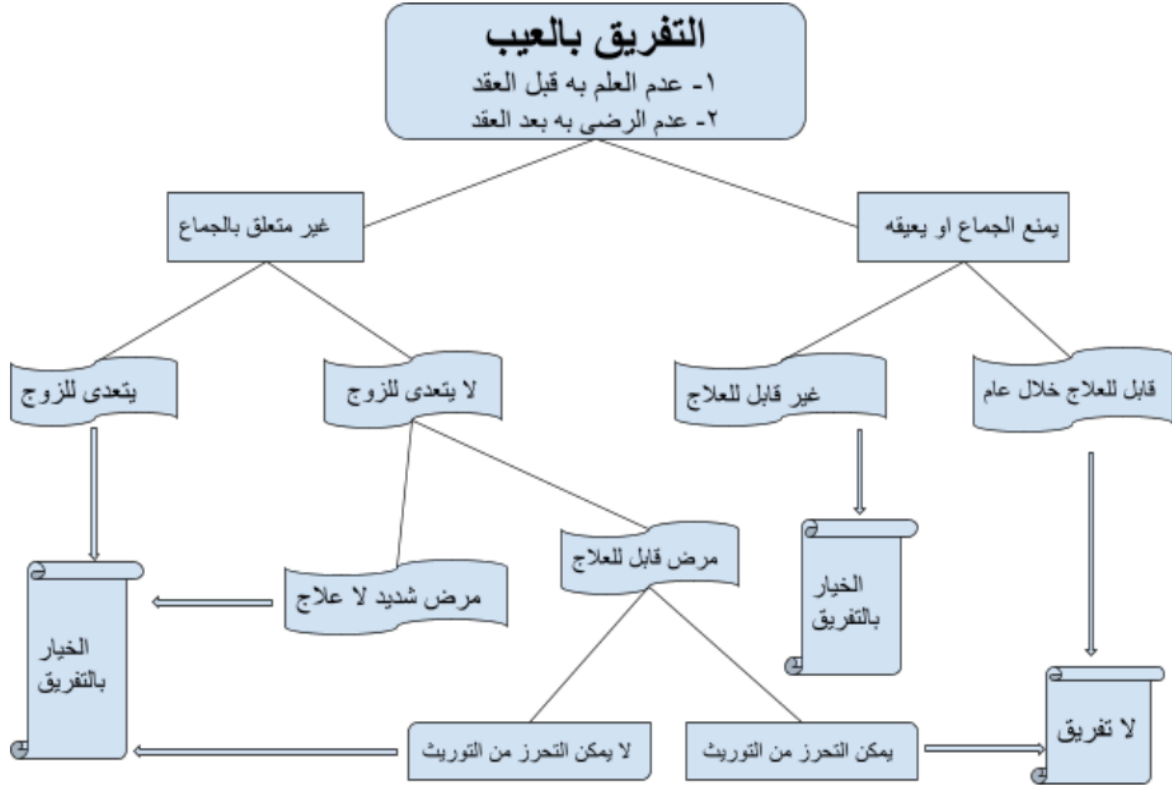 التفريق بالعيب
١- عدم العلم به قبل العقد
٢- عدم الرضى به بعد العقد
يمنع الجماع او يعيقه
غير متعلق بالجماع
قابل للعلاج خلال عام
غير قابل للعلاج
لا يتعدى للزوج
يتعدى للزوج
مرض قابل للعلاج
مرض شديد لا علاج
الخيار
بالتفريق
الخيار
بالتفريق
لا تفريق
يمكن التحرز من التوريث
لا يمكن التحرز من التوريث